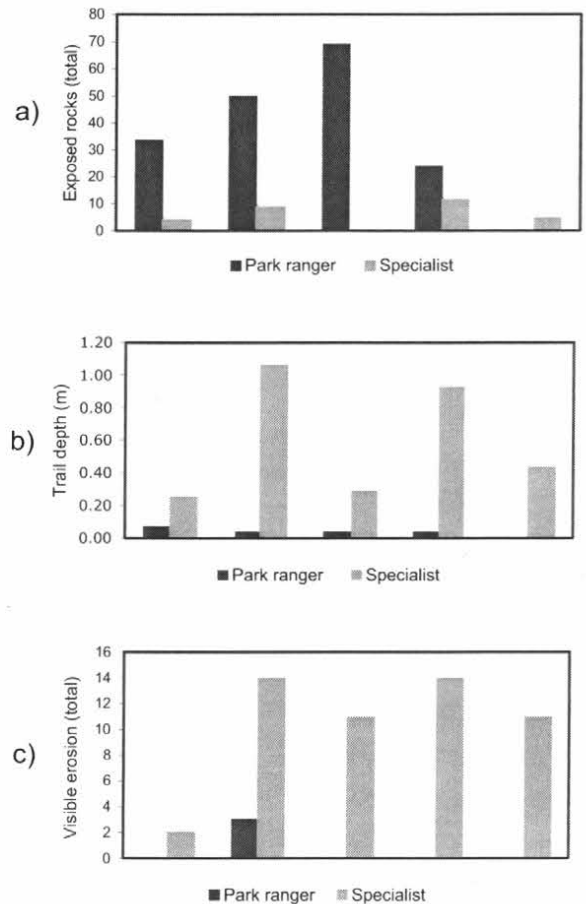 a)
Exposed rocks (total)
80
70
60
50
40
30
20
10
0
Park ranger Specialist
b)
Trail depth (m)
1.20
1.00
0.80
0.60
0.40
0.20
0.00
Park ranger Specialist
c)
Visible erosion (total)
16
14
12
10
8
6
4
2
0
Park ranger Specialist